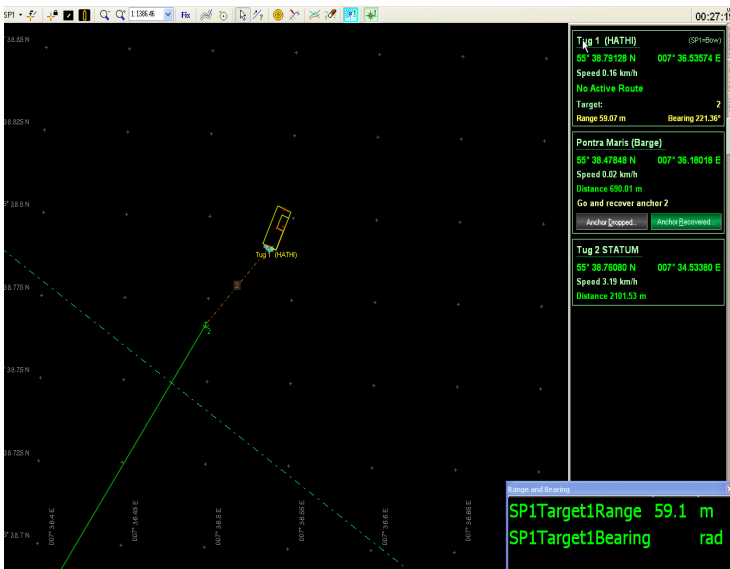 SP1
1:1386.46
Fix
00:27:1
38.85 N
Tug 1 (HATHI)
(SP1=Bow)
55° 38.79128 N 007° 36.53574 E
Speed 0.16 km/h
No Active Route
Target: 2
Range 59.07 m Bearing 221.36°
38.825 N
Pontra Maris (Barge)
55° 38.47848 N 007° 36.18018 E
Speed 0.02 km/h
Distance 690.01 m
Go and recover anchor 2
Anchor Dropped... Anchor Recovered...
5° 38.8 N
Tug 1 (HATHI)
Tug 2 STATUM
55° 38.76080 N 007° 34.53380 E
Speed 3.19 km/h
Distance 2101.53 m
38.775 N
2
2
38.75 N
38.725 N
5° 38.7 N
007° 36.4 E
007° 36.45 E
007° 36.5 E
007° 36.55 E
007° 36.6 E
007° 36.65 E
Range and Bearing
SP1Target1Range 59.1 m
SP1Target1Bearing rad